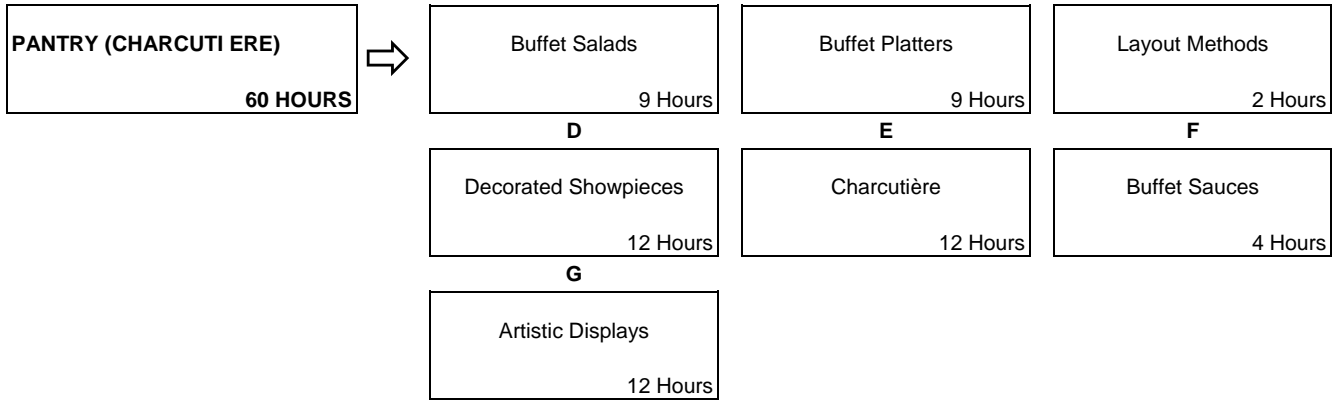 PANTRY (CHARCUTI ERE)
60 HOURS
Buffet Salads
9 Hours
Buffet Platters
9 Hours
Layout Methods
2 Hours
D
E
F
Decorated Showpieces
12 Hours
Charcutière
12 Hours
Buffet Sauces
4 Hours
G
Artistic Displays
12 Hours